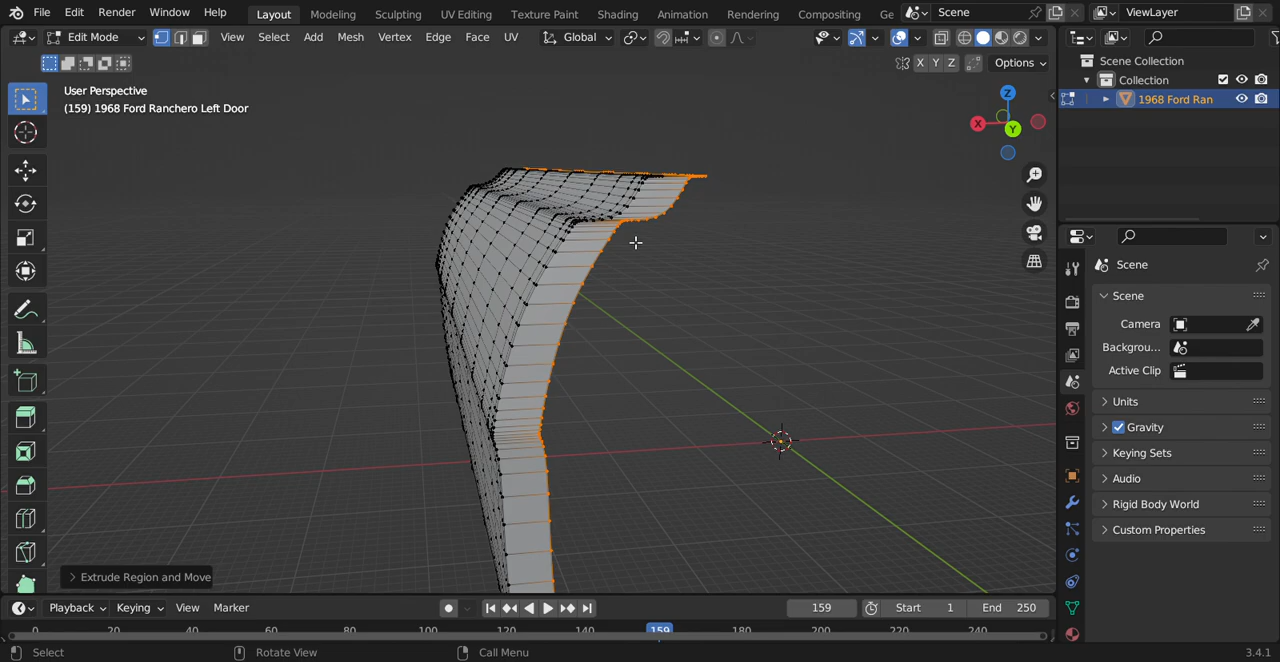 File Edit Render Window Help Layout Modeling Sculpting UV Editing Texture Paint Shading Animation Rendering Compositing Ge Scene ViewLayer
Edit Mode View Select Add Mesh Vertex Edge Face UV Global
X Y Z Options
User Perspective
(159) 1968 Ford Ranchero Left Door
Z
X
Y
Scene Collection
Collection
1968 Ford Ran
Scene
Scene
Camera
Backgrou...
Active Clip
Units
Gravity
Keying Sets
Audio
Rigid Body World
Custom Properties
Extrude Region and Move
Playback Keying View Marker 159 Start 1 End 250
0 20 40 60 80 100 120 140 159 180 200 220 240
Select Rotate View Call Menu 3.4.1